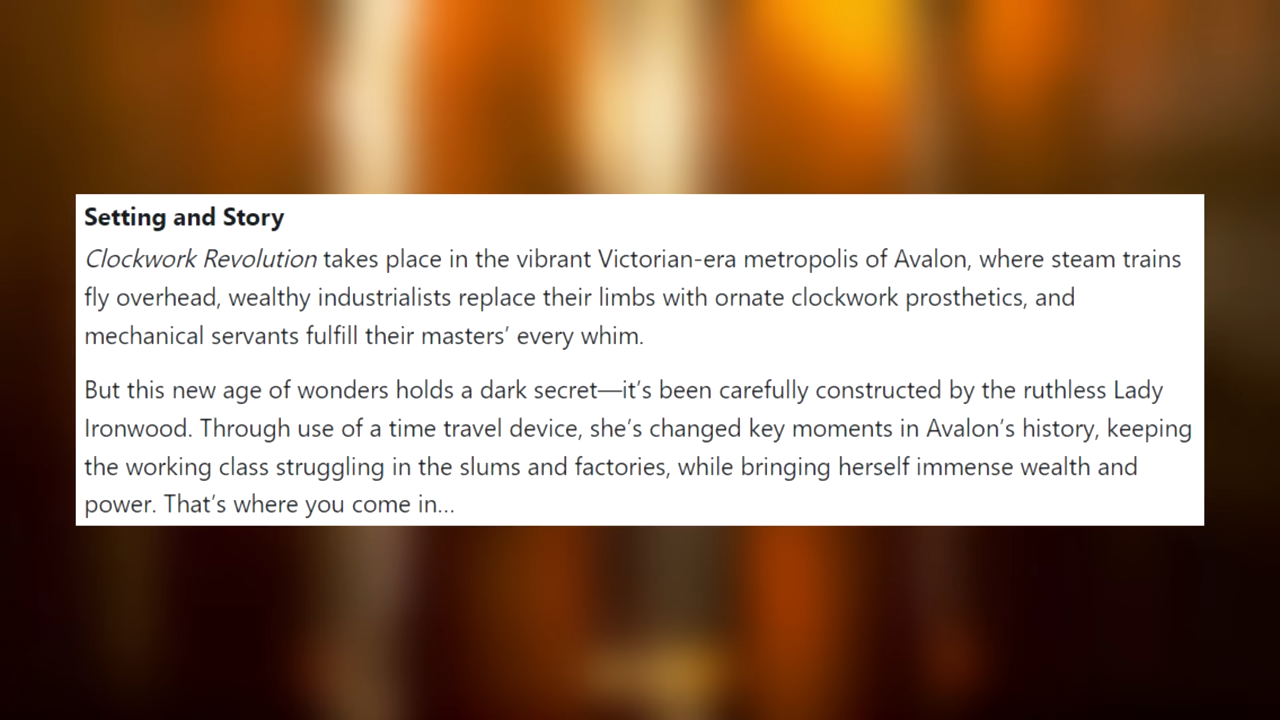 Setting and Story
Clockwork Revolution takes place in the vibrant Victorian-era metropolis of Avalon, where steam trains
fly overhead, wealthy industrialists replace their limbs with ornate clockwork prosthetics, and
mechanical servants fulfill their masters’ every whim.
But this new age of wonders holds a dark secret—it’s been carefully constructed by the ruthless Lady
Ironwood. Through use of a time travel device, she’s changed key moments in Avalon’s history, keeping
the working class struggling in the slums and factories, while bringing herself immense wealth and
power. That’s where you come in…